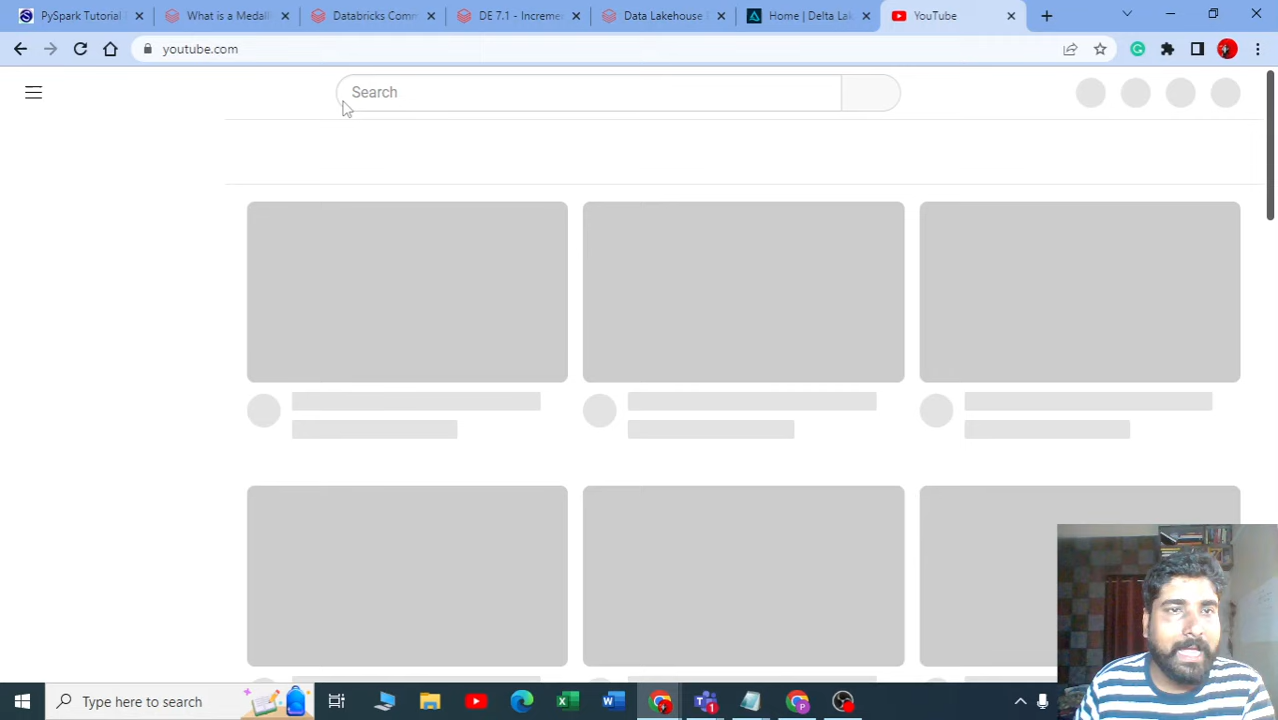 PySpark Tutorial
What is a Medall
Databricks Comm
DE 7.1 - Increme
Data Lakehouse
Home | Delta Lak
YouTube
youtube.com
Search
Type here to search